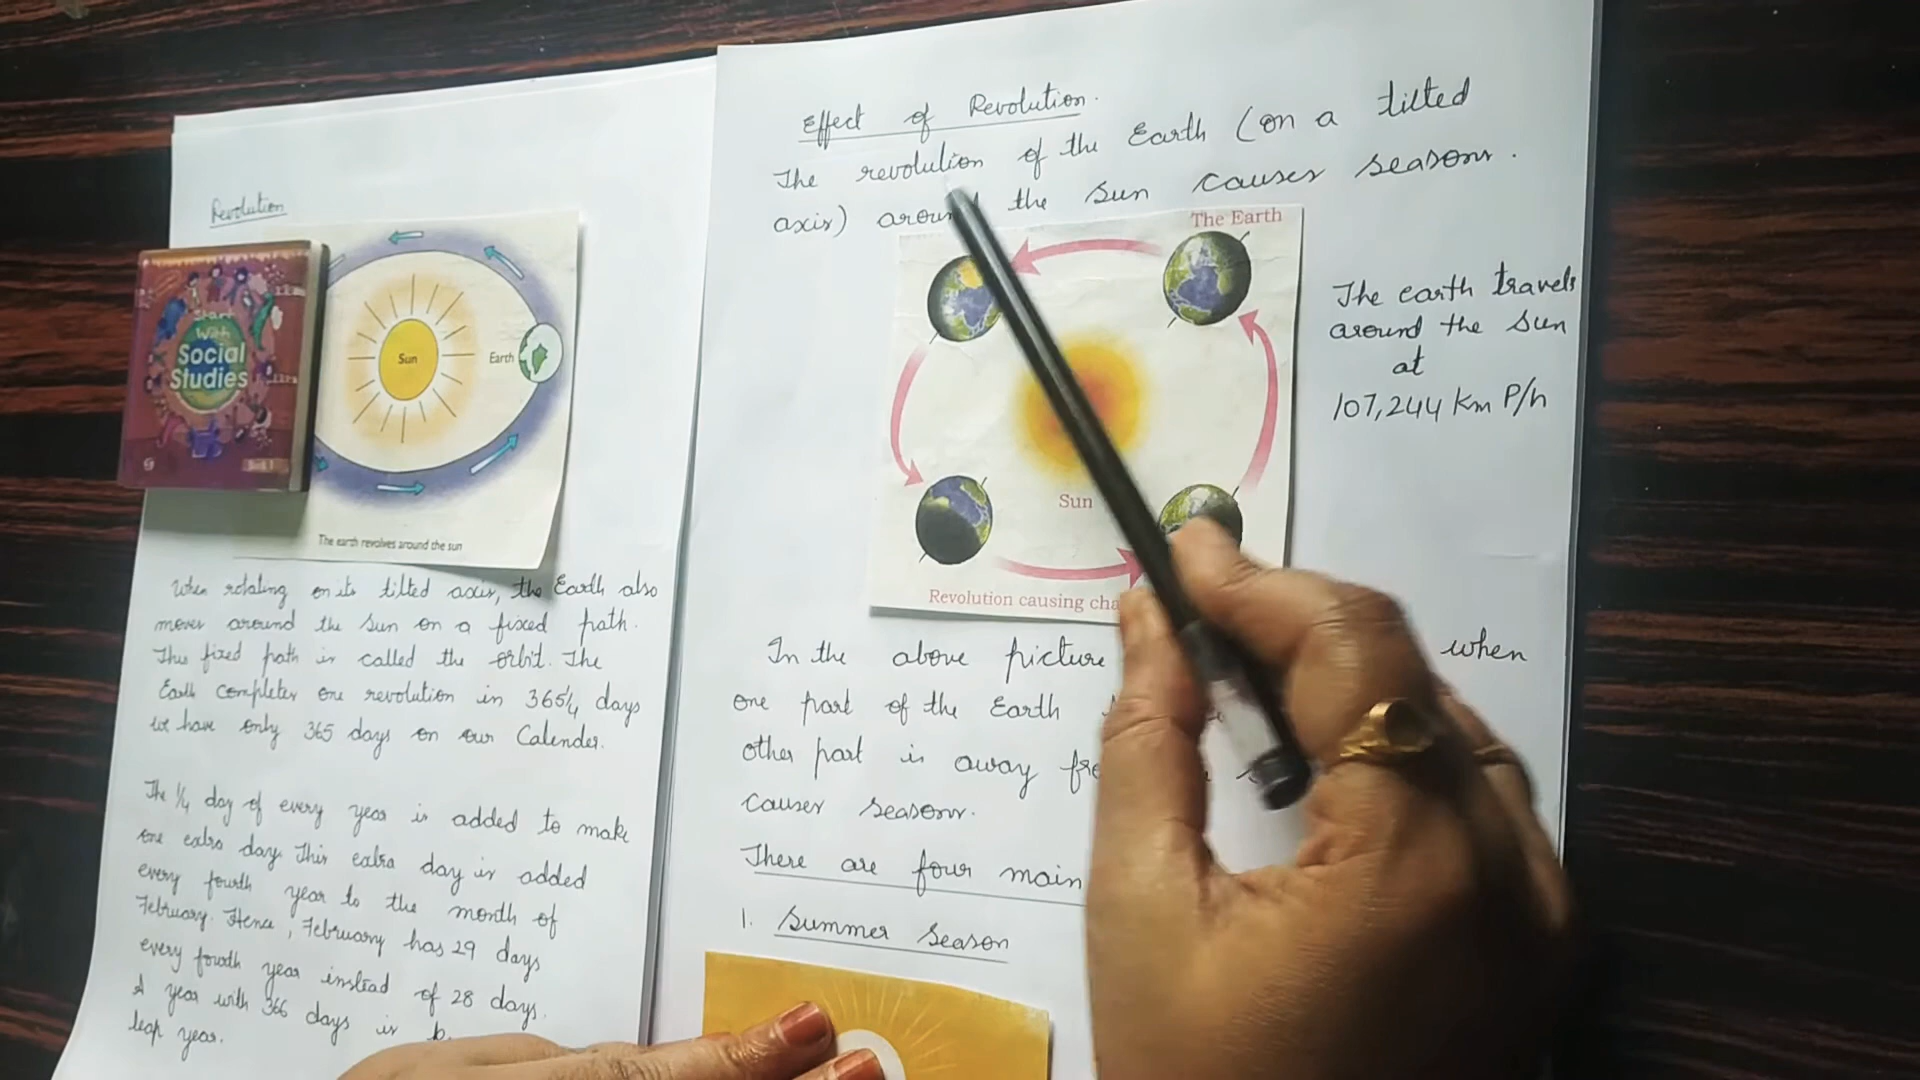 Revolution
Start
With
Social
Studies
Sun
Earth
The earth revolves around the sun
When rotating on its tilted axis, the Earth also
moves around the sun on a fixed path.
This fixed path is called the orbit. The
Earth completes one revolution in 365¼ days
we have only 365 days on our Calender.
The ¼ day of every year is added to make
one extra day. This extra day is added
every fourth year to the month of
February. Hence, February has 29 days
every fourth year instead of 28 days.
A year with 366 days is
leap year.
Effect of Revolution.
The revolution of the Earth (on a tilted
axis) around the Sun causes seasons.
The Earth
Sun
Revolution causing cha
The earth travels
around the Sun
at
107,244 Km P/h
In the above picture when
one part of the Earth
other part is away
causes seasons.
There are four main
1. Summer Season